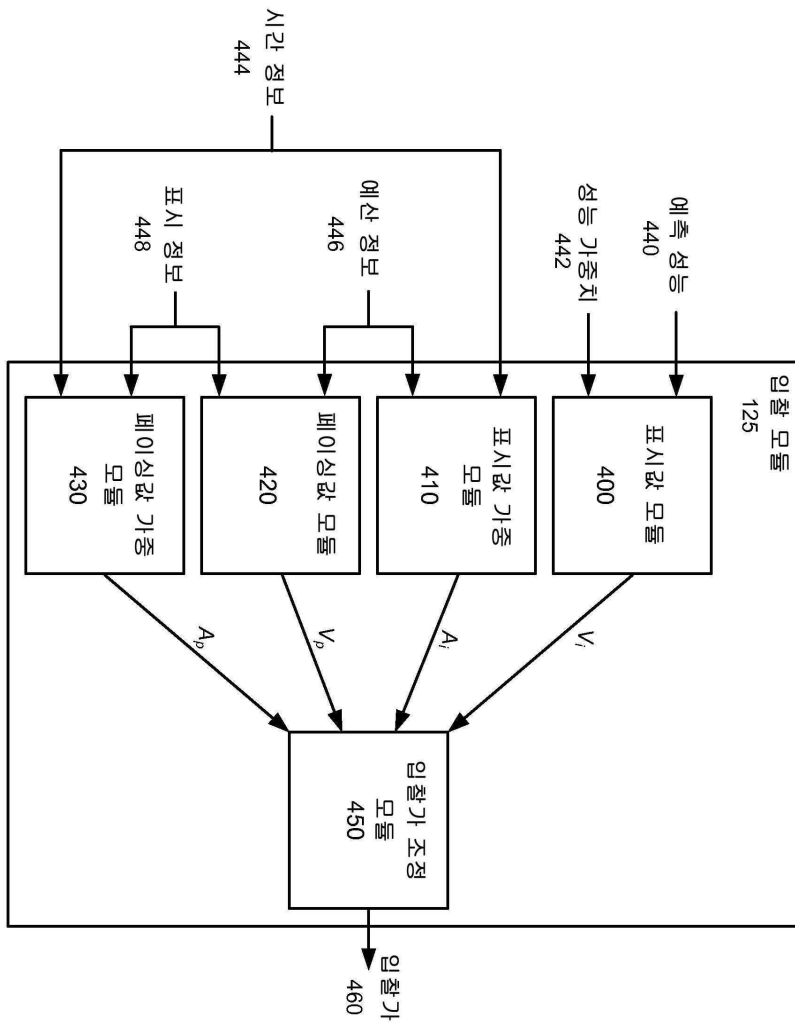 입찰 모듈
125
예측 성능
440
성능 가중치
442
시간 정보
444
예산 정보
446
표시 정보
448
표시값 모듈
400
표시값 가중
모듈
410
페이싱값 모듈
420
페이싱값 가중
모듈
430
Vi
Ai
Vp
Ap
입찰가 조정
모듈
450
입찰가
460